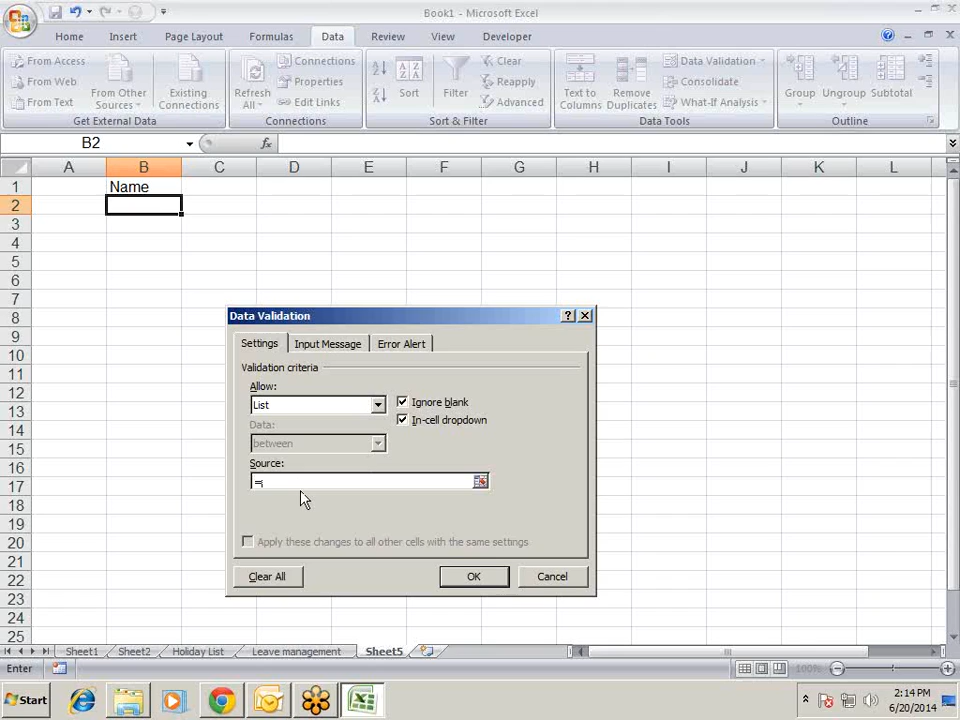 Book1 - Microsoft Excel
Home Insert Page Layout Formulas Data Review View Developer
From Access
From Web
From Text
From Other Sources
Existing Connections
Get External Data
Refresh All
Connections
Properties
Edit Links
Connections
Sort
Filter
Clear
Reapply
Advanced
Sort & Filter
Text to Columns
Remove Duplicates
Data Validation
Consolidate
What-If Analysis
Data Tools
Group
Ungroup
Subtotal
Outline
B2 fx
A B C D E F G H I J K L
1 Name
2
3
4
5
6
7
8
9
10
11
12
13
14
15
16
17
18
19
20
21
22
23
24
25
Data Validation
Settings Input Message Error Alert
Validation criteria
Allow:
List
Ignore blank
In-cell dropdown
Data:
between
Source:
Apply these changes to all other cells with the same settings
Clear All OK Cancel
Sheet1 Sheet2 Holiday List Leave management Sheet5
Enter 100%
Start 2:14 PM
6/20/2014